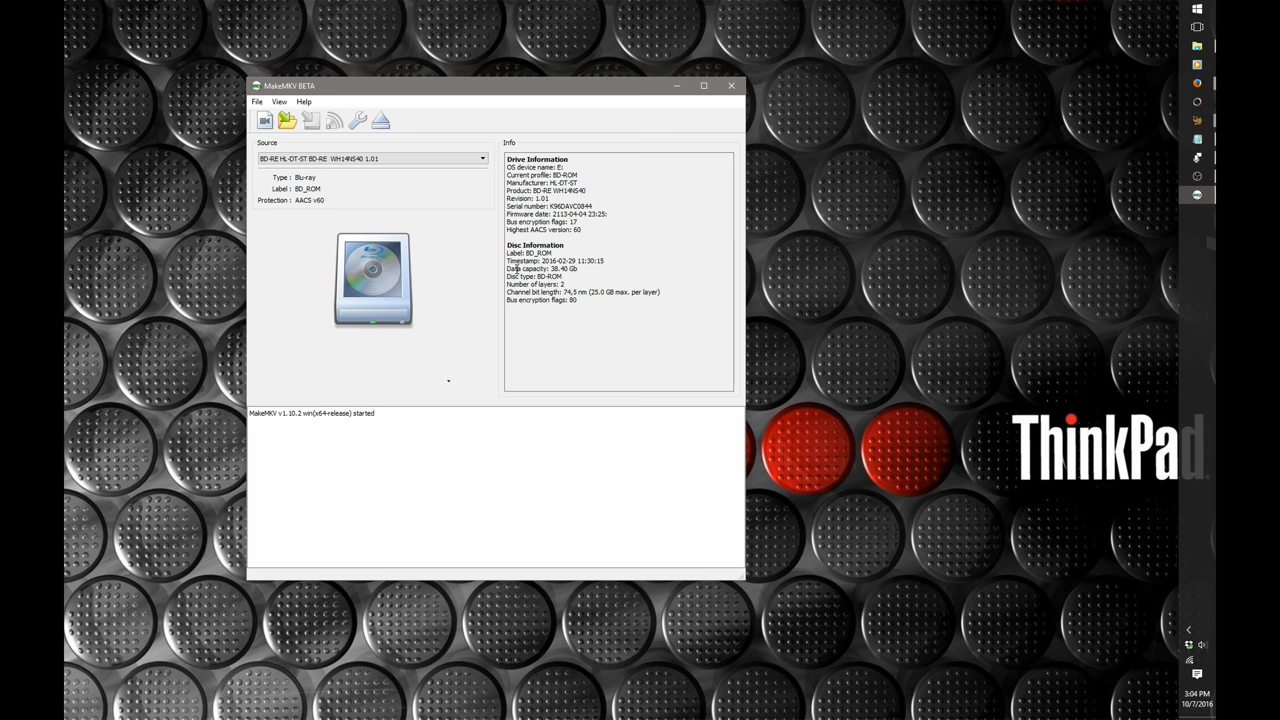 MakeMKV BETA
File View Help
Source
BD-RE HL-DT-ST BD-RE WH14NS40 1.01
Type : Blu-ray
Label : BD_ROM
Protection : AACS v60
Info
Drive Information
OS device name: E:
Current profile: BD-ROM
Manufacturer: HL-DT-ST
Product: BD-RE WH14NS40
Revision: 1.01
Serial number: K96DAVC0844
Firmware date: 2113-04-04 23:25:
Bus encryption flags: 17
Highest AACS version: 60
Disc Information
Label: BD_ROM
Timestamp: 2016-02-29 11:30:15
Data capacity: 38.40 Gb
Disc type: BD-ROM
Number of layers: 2
Channel bit length: 74,5 nm (25.0 GB max. per layer)
Bus encryption flags: 80
MakeMKV v1.10.2 win(x64-release) started
ThinkPad
3:04 PM
10/7/2016